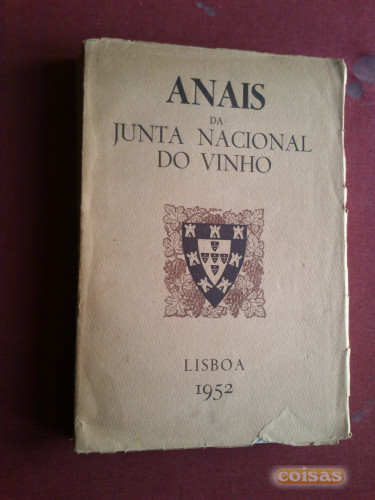 ANAIS
DA
JUNTA NACIONAL
DO VINHO
LISBOA
1952
coisas